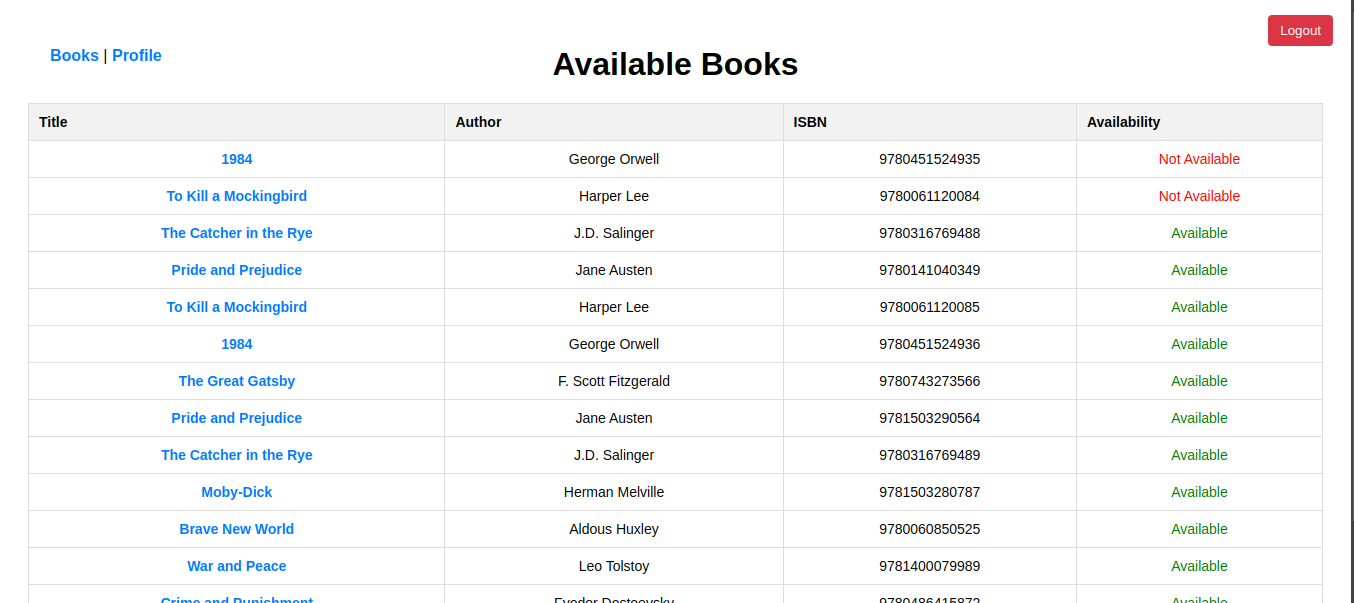 Logout
Books | Profile
Available Books
Title Author ISBN Availability
1984 George Orwell 9780451524935 Not Available
To Kill a Mockingbird Harper Lee 9780061120084 Not Available
The Catcher in the Rye J.D. Salinger 9780316769488 Available
Pride and Prejudice Jane Austen 9780141040349 Available
To Kill a Mockingbird Harper Lee 9780061120085 Available
1984 George Orwell 9780451524936 Available
The Great Gatsby F. Scott Fitzgerald 9780743273566 Available
Pride and Prejudice Jane Austen 9781503290564 Available
The Catcher in the Rye J.D. Salinger 9780316769489 Available
Moby-Dick Herman Melville 9781503280787 Available
Brave New World Aldous Huxley 9780060850525 Available
War and Peace Leo Tolstoy 9781400079989 Available
Crime and Punishment Fyodor Dostoevsky 9780486415872 Available